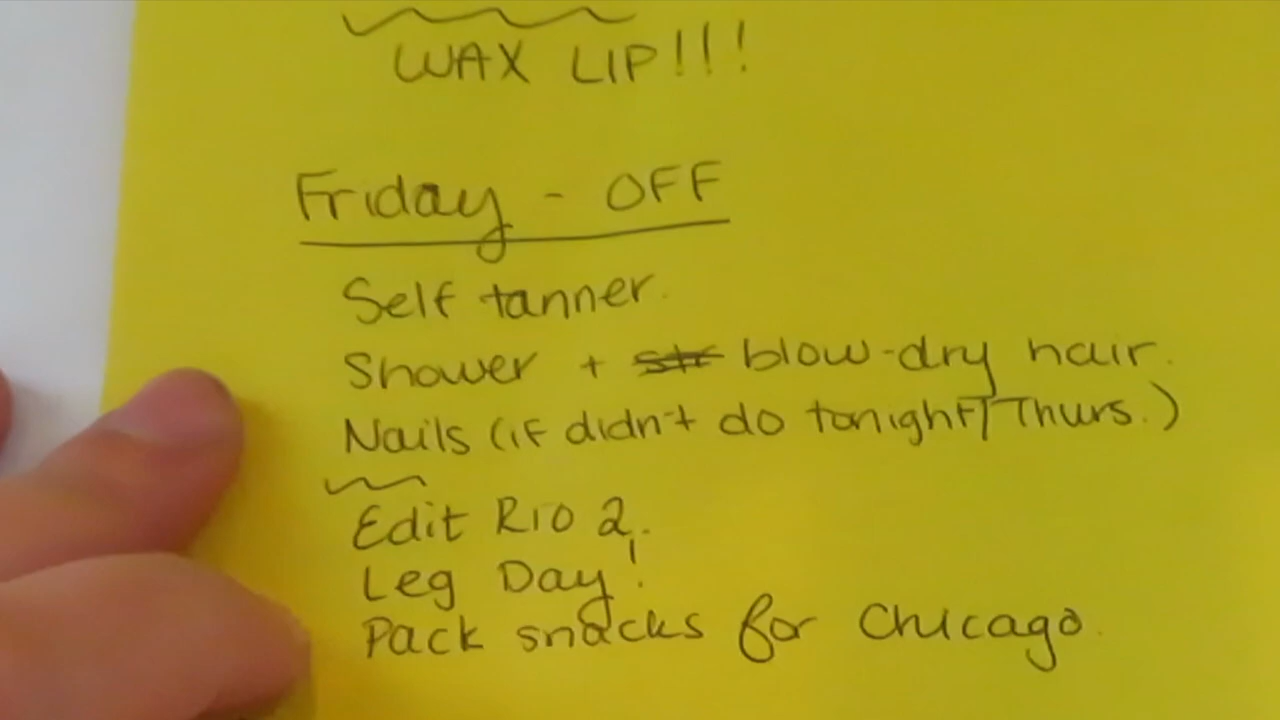 WAX LIP!!!
Friday - OFF
Self tanner.
Shower + str blow-dry hair.
Nails (if didn't do tonight/Thurs.)
Edit Rio 2.
Leg Day!
Pack snacks for Chicago.